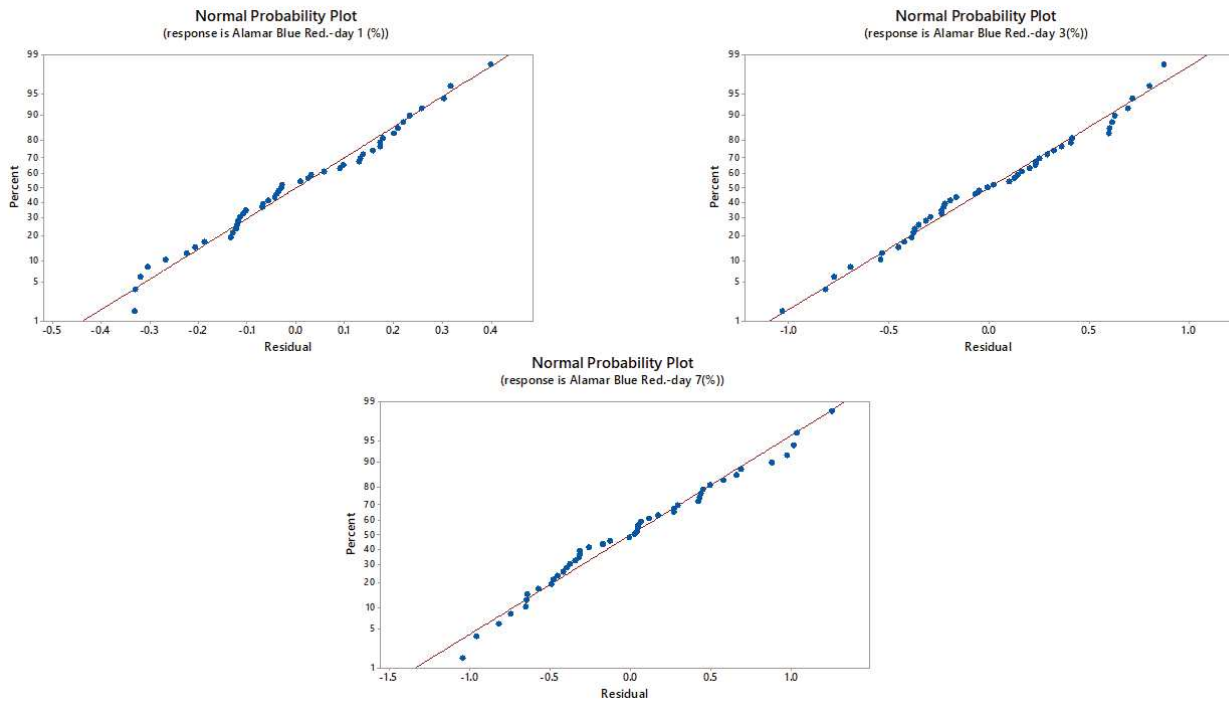 Normal Probability Plot
(response is Alamar Blue Red.-day 1 (%))
99
95
90
80
70
60
50
40
30
20
10
5
1
Percent
-0.5 -0.4 -0.3 -0.2 -0.1 0.0 0.1 0.2 0.3 0.4
Residual
Normal Probability Plot
(response is Alamar Blue Red.-day 3(%))
99
95
90
80
70
60
50
40
30
20
10
5
1
Percent
-1.0 -0.5 0.0 0.5 1.0
Residual
Normal Probability Plot
(response is Alamar Blue Red.-day 7(%))
99
95
90
80
70
60
50
40
30
20
10
5
1
Percent
-1.5 -1.0 -0.5 0.0 0.5 1.0
Residual